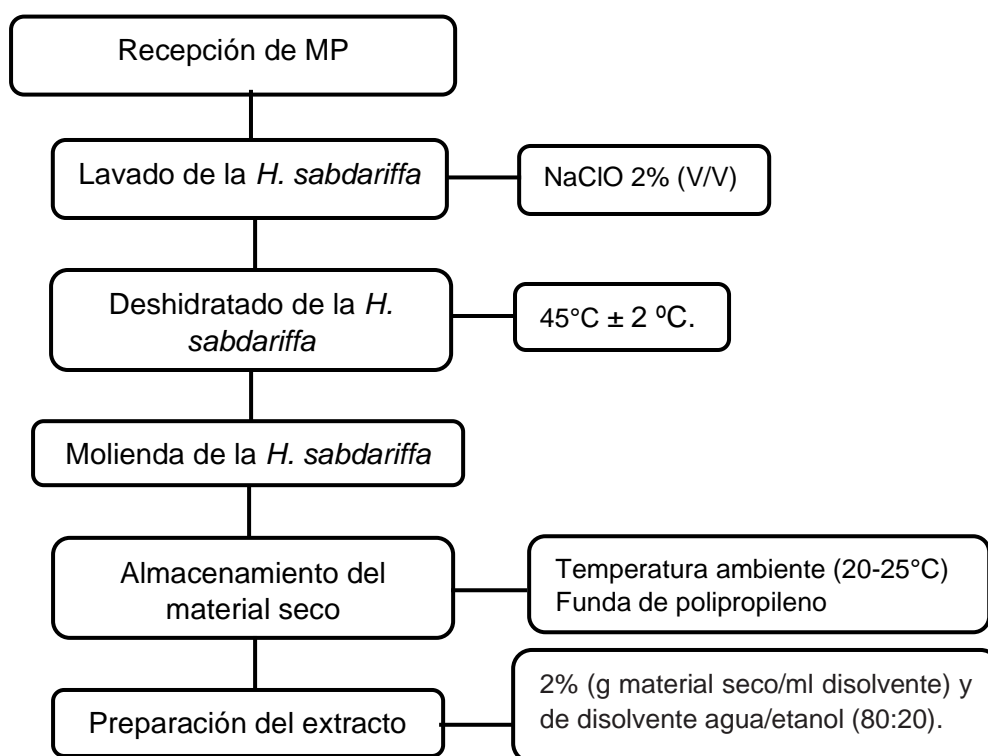 Recepción de MP
Lavado de la H. sabdariffa
NaClO 2% (V/V)
Deshidratado de la H.
sabdariffa
45°C ± 2 ºC.
Molienda de la H. sabdariffa
Almacenamiento del
material seco
Temperatura ambiente (20-25°C)
Funda de polipropileno
Preparación del extracto
2% (g material seco/ml disolvente) y
de disolvente agua/etanol (80:20).